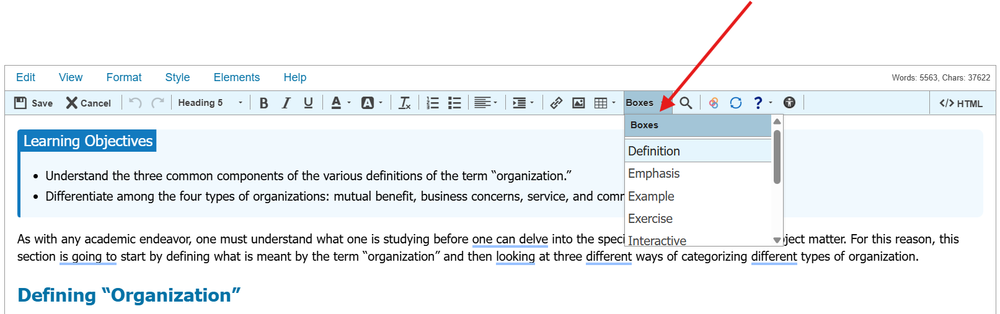 Edit View Format Style Elements Help Words: 5563, Chars: 37622
Save Cancel Heading 5 B I U A A Boxes ? </> HTML
Boxes
Definition
Emphasis
Example
Exercise
Interactive
Learning Objectives
• Understand the three common components of the various definitions of the term “organization.”
• Differentiate among the four types of organizations: mutual benefit, business concerns, service, and
As with any academic endeavor, one must understand what one is studying before one can delve into the matter. For this reason, this
section is going to start by defining what is meant by the term “organization” and then looking at three different ways of categorizing different types of organization.
Defining “Organization”